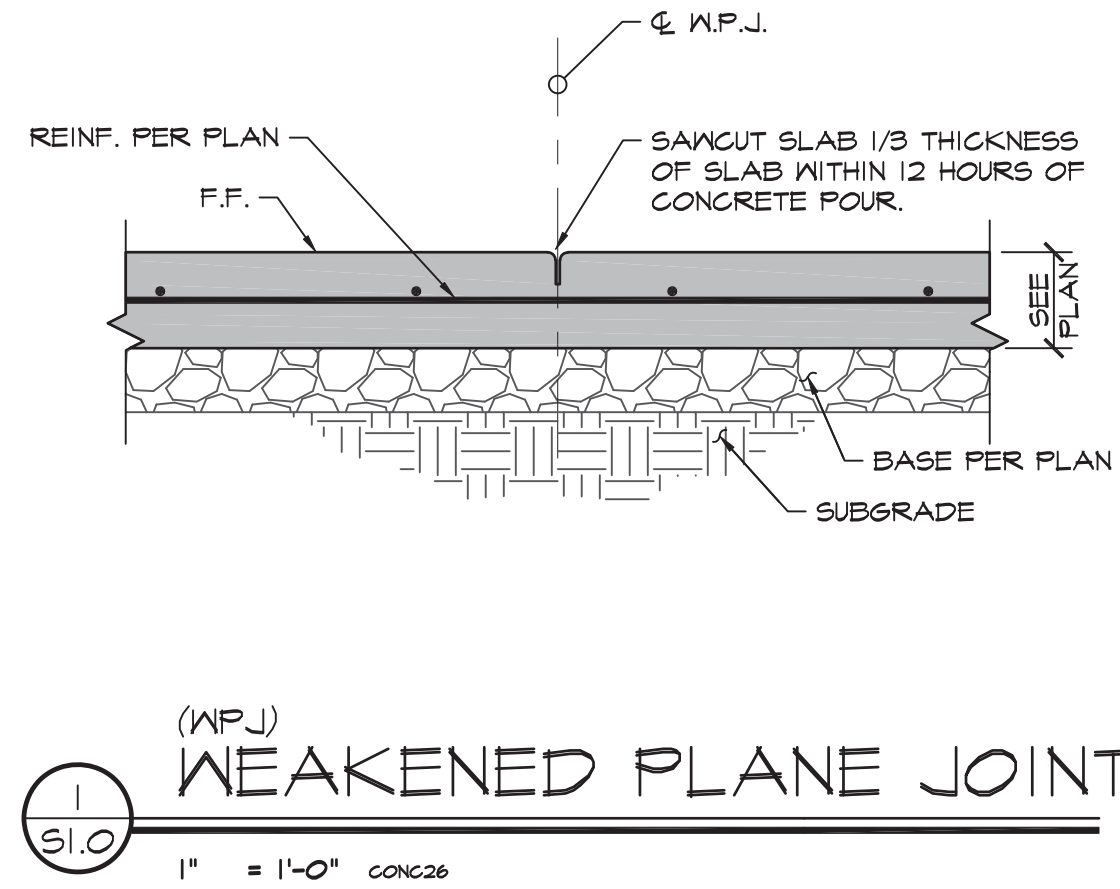 ℄ W.P.J.
REINF. PER PLAN
SAWCUT SLAB 1/3 THICKNESS
OF SLAB WITHIN 12 HOURS OF
CONCRETE POUR.
F.F.
SEE
PLAN
BASE PER PLAN
SUBGRADE
(WPJ)
WEAKENED PLANE JOINT
1
S1.0
1" = 1'-0" CONC26